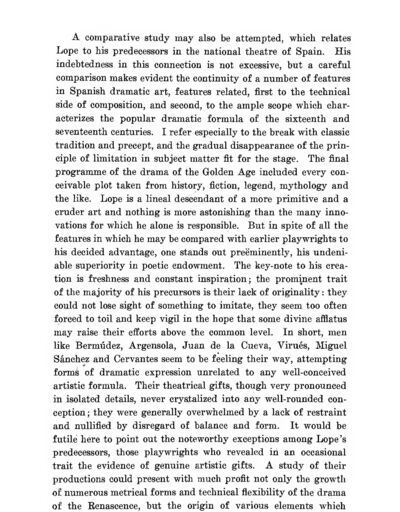 A comparative study may also be attempted, which relates
Lope to his predecessors in the national theatre of Spain. His
indebtedness in this connection is not excessive, but a careful
comparison makes evident the continuity of a number of features
in Spanish dramatic art, features related, first to the technical
side of composition, and second, to the ample scope which char-
acterizes the popular dramatic formula of the sixteenth and
seventeenth centuries. I refer especially to the break with classic
tradition and precept, and the gradual disappearance of the prin-
ciple of limitation in subject matter fit for the stage. The final
programme of the drama of the Golden Age included every con-
ceivable plot taken from history, fiction, legend, mythology and
the like. Lope is a lineal descendant of a more primitive and a
cruder art and nothing is more astonishing than the many inno-
vations for which he alone is responsible. But in spite of all the
features in which he may be compared with earlier playwrights to
his decided advantage, one stands out preëminently, his undeni-
able superiority in poetic endowment. The key-note to his crea-
tion is freshness and constant inspiration; the prominent trait
of the majority of his precursors is their lack of originality: they
could not lose sight of something to imitate, they seem too often
forced to toil and keep vigil in the hope that some divine afflatus
may raise their efforts above the common level. In short, men
like Bermúdez, Argensola, Juan de la Cueva, Virués, Miguel
Sánchez and Cervantes seem to be feeling their way, attempting
forms of dramatic expression unrelated to any well-conceived
artistic formula. Their theatrical gifts, though very pronounced
in isolated details, never crystalized into any well-rounded con-
ception; they were generally overwhelmed by a lack of restraint
and nullified by disregard of balance and form. It would be
futile here to point out the noteworthy exceptions among Lope's
predecessors, those playwrights who revealed in an occasional
trait the evidence of genuine artistic gifts. A study of their
productions could present with much profit not only the growth
of numerous metrical forms and technical flexibility of the drama
of the Renascence, but the origin of various elements which